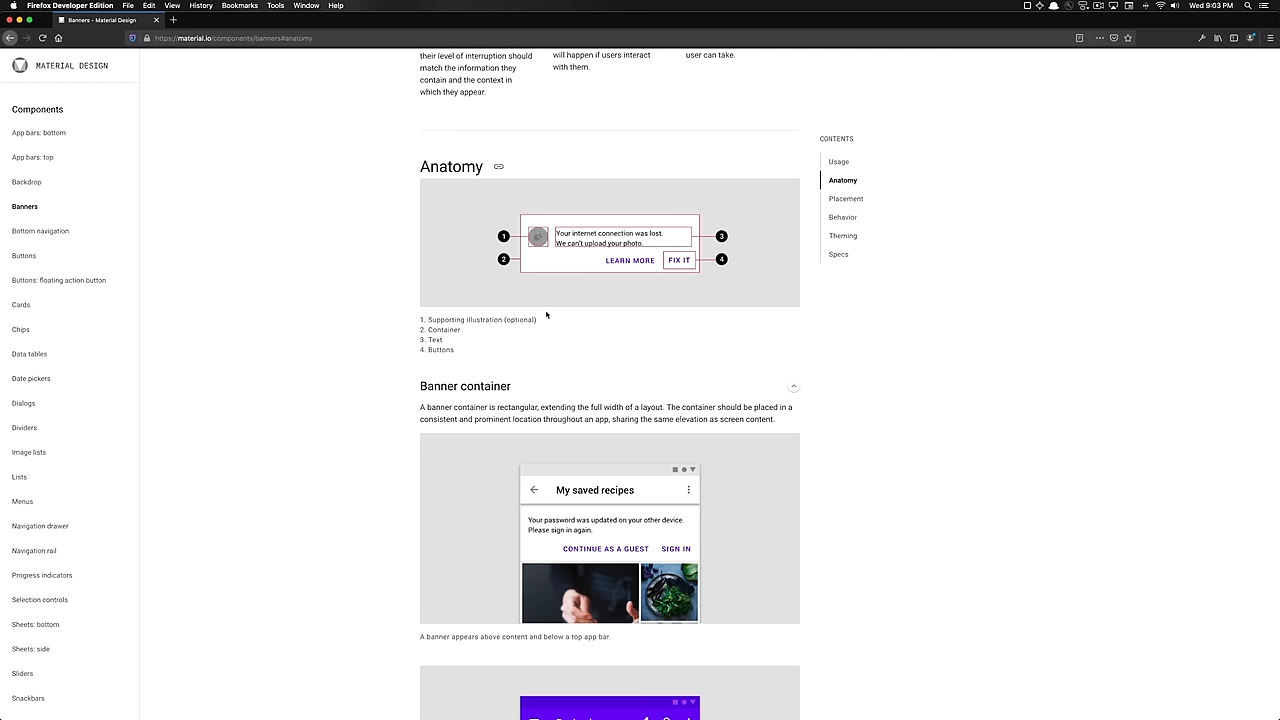 Firefox Developer Edition File Edit View History Bookmarks Tools Window Help
Wed 9:03 PM
Banners - Material Design
https://material.io/components/banners#anatomy
MATERIAL DESIGN
Components
App bars: bottom
App bars: top
Backdrop
Banners
Bottom navigation
Buttons
Buttons: floating action button
Cards
Chips
Data tables
Date pickers
Dialogs
Dividers
Image lists
Lists
Menus
Navigation drawer
Navigation rail
Progress indicators
Selection controls
Sheets: bottom
Sheets: side
Sliders
Snackbars
their level of interruption should
match the information they
contain and the context in
which they appear.
will happen if users interact
with them.
user can take.
Anatomy
1
2
Your internet connection was lost.
We can't upload your photo.
LEARN MORE
FIX IT
3
4
1. Supporting illustration (optional)
2. Container
3. Text
4. Buttons
Banner container
A banner container is rectangular, extending the full width of a layout. The container should be placed in a
consistent and prominent location throughout an app, sharing the same elevation as screen content.
My saved recipes
Your password was updated on your other device.
Please sign in again.
CONTINUE AS A GUEST
SIGN IN
A banner appears above content and below a top app bar.
CONTENTS
Usage
Anatomy
Placement
Behavior
Theming
Specs